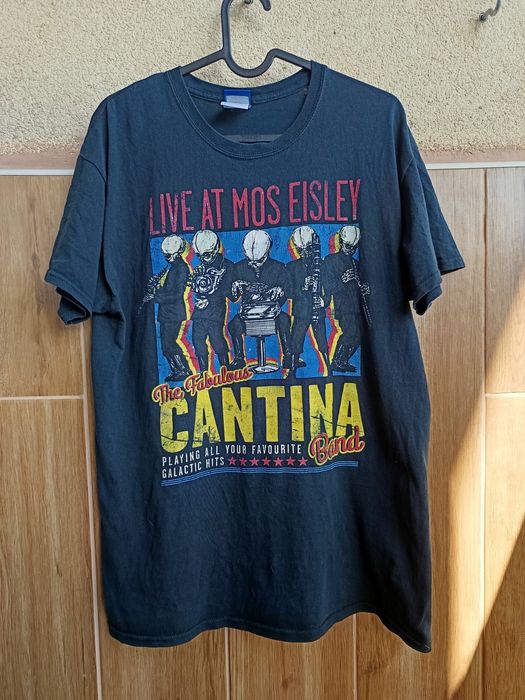 LIVE AT MOS EISLEY
The Fabulous
CANTINA
Band
PLAYING ALL YOUR FAVOURITE
GALACTIC HITS